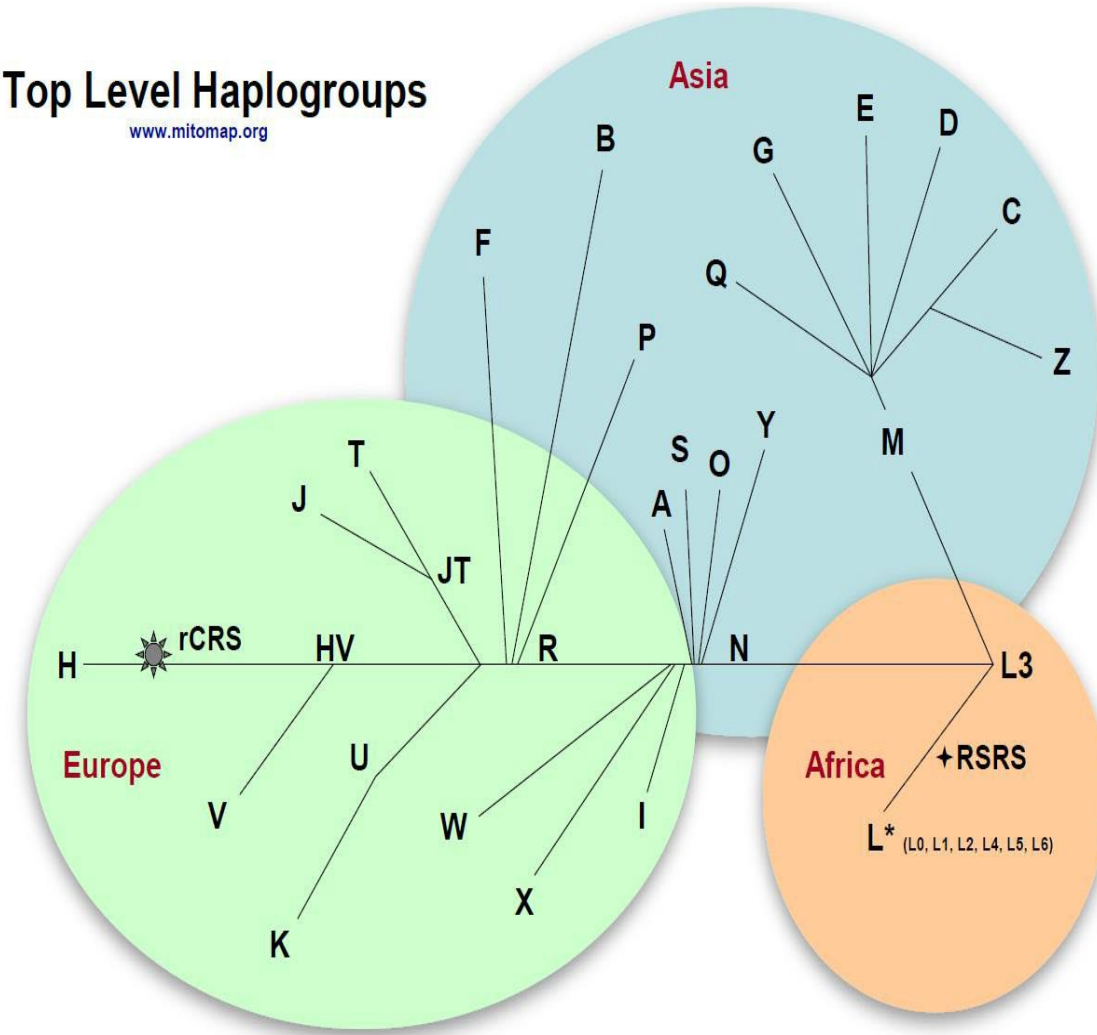 Top Level Haplogroups
www.mitomap.org
Asia
B
E
D
G
C
F
Q
P
Z
Y
M
S
O
T
A
J
JT
rCRS
HV
R
N
H
L3
Europe
U
Africa
✦RSRS
V
W
I
L* (L0, L1, L2, L4, L5, L6)
X
K